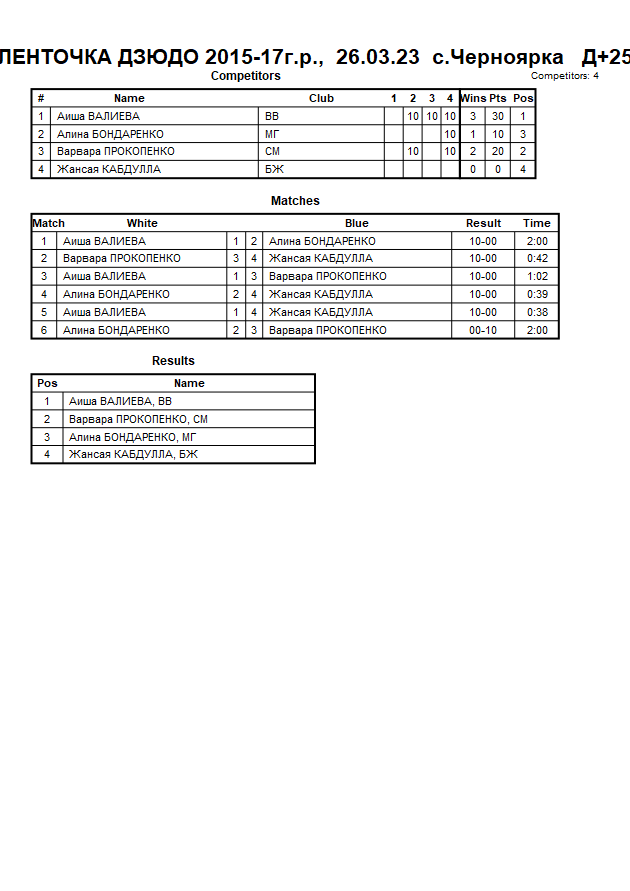 ЛЕНТОЧКА ДЗЮДО 2015-17г.р., 26.03.23 с.Черноярка Д+25
Competitors Competitors: 4
# Name Club 1 2 3 4 Wins Pts Pos
1 Аиша ВАЛИЕВА ВВ 10 10 10 3 30 1
2 Алина БОНДАРЕНКО МГ 10 1 10 3
3 Варвара ПРОКОПЕНКО СМ 10 10 2 20 2
4 Жансая КАБДУЛЛА БЖ 0 0 4
Matches
Match White Blue Result Time
1 Аиша ВАЛИЕВА 1 2 Алина БОНДАРЕНКО 10-00 2:00
2 Варвара ПРОКОПЕНКО 3 4 Жансая КАБДУЛЛА 10-00 0:42
3 Аиша ВАЛИЕВА 1 3 Варвара ПРОКОПЕНКО 10-00 1:02
4 Алина БОНДАРЕНКО 2 4 Жансая КАБДУЛЛА 10-00 0:39
5 Аиша ВАЛИЕВА 1 4 Жансая КАБДУЛЛА 10-00 0:38
6 Алина БОНДАРЕНКО 2 3 Варвара ПРОКОПЕНКО 00-10 2:00
Results
Pos Name
1 Аиша ВАЛИЕВА, ВВ
2 Варвара ПРОКОПЕНКО, СМ
3 Алина БОНДАРЕНКО, МГ
4 Жансая КАБДУЛЛА, БЖ